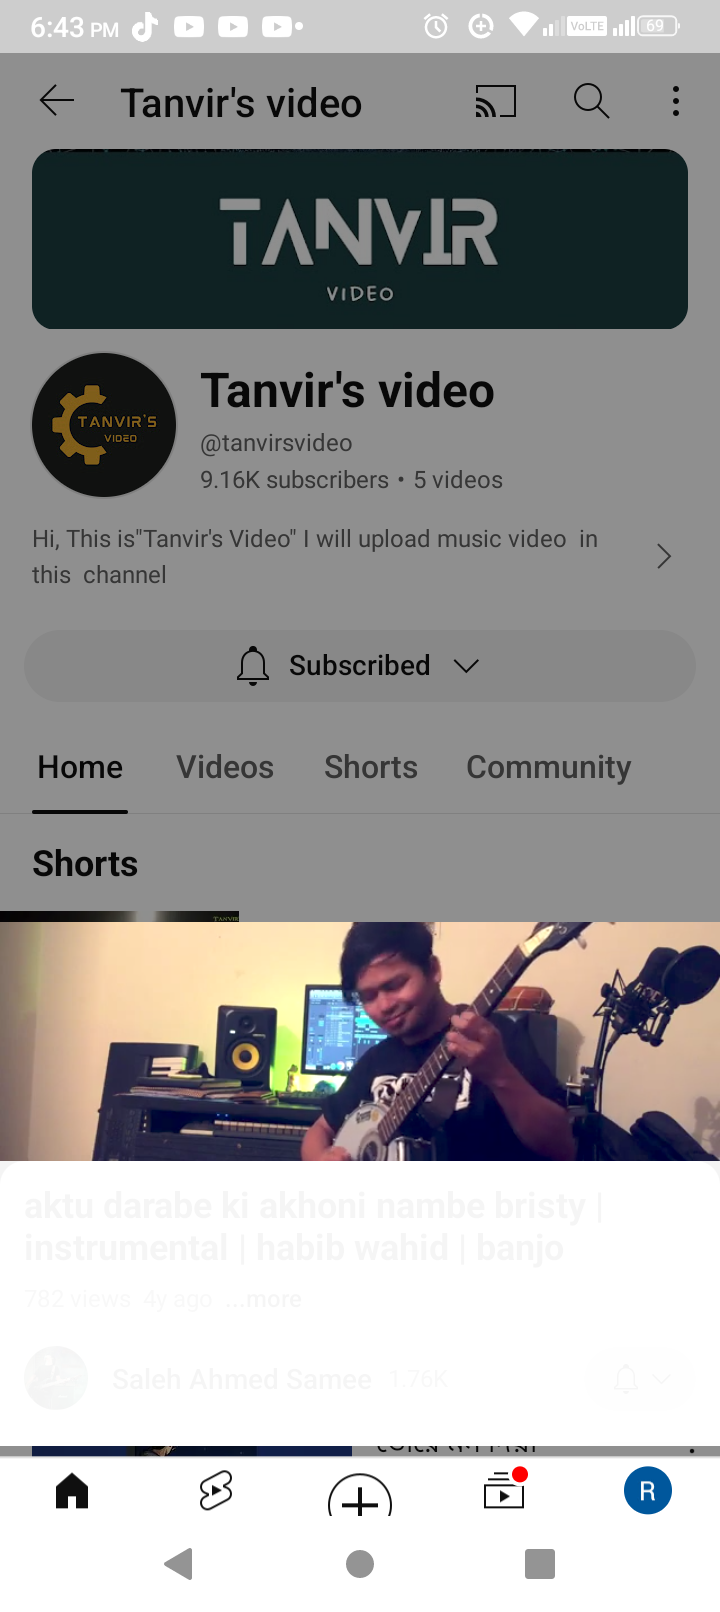 6:43 PM
VoLTE
69
Tanvir's video
TANVIR
VIDEO
TANVIR'S
VIDEO
Tanvir's video
@tanvirsvideo
9.16K subscribers • 5 videos
Hi, This is"Tanvir's Video" I will upload music video in
this channel
Subscribed
Home
Videos
Shorts
Community
Shorts
TANVIR
aktu darabe ki akhoni nambe bristy |
instrumental | habib wahid | banjo
782 views 4y ago ...more
Saleh Ahmed Samee 1.76K
R